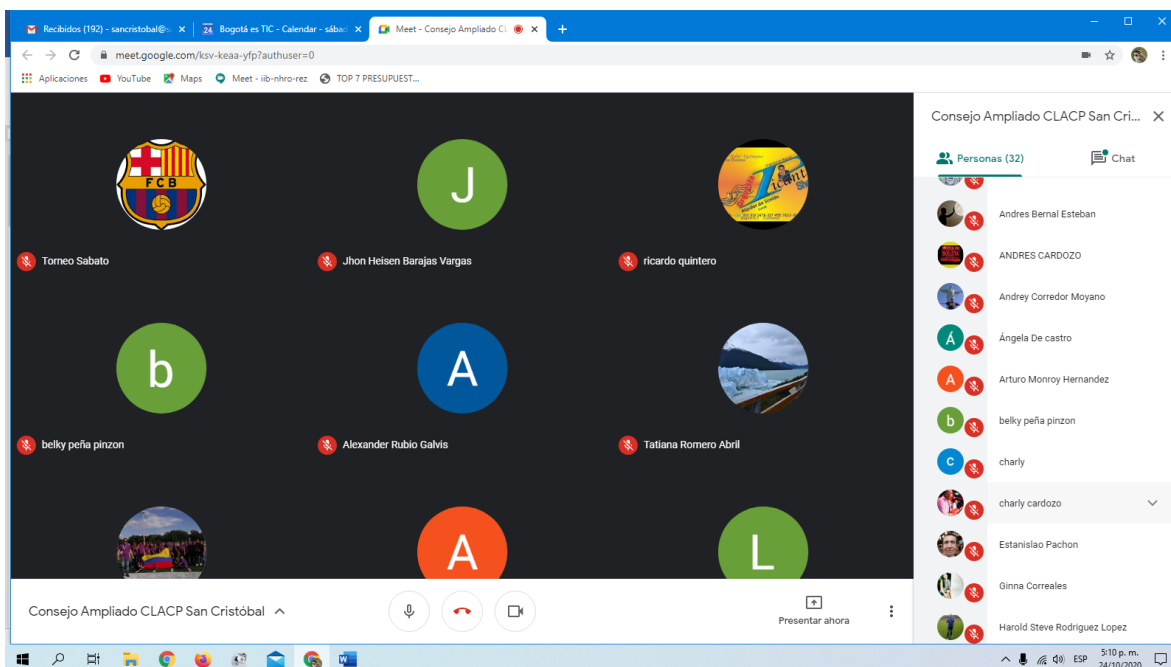 Recibidos (192) - sancristobal@s
24 Bogotá es TIC - Calendar - sábad
Meet - Consejo Ampliado CL
meet.google.com/ksv-keaa-yfp?authuser=0
Aplicaciones YouTube Maps Meet - iib-nhro-rez TOP 7 PRESUPUEST...
FCB
J
Torneo Sabato
Jhon Heisen Barajas Vargas
ricardo quintero
b
A
belky peña pinzon
Alexander Rubio Galvis
Tatiana Romero Abril
A
L
Consejo Ampliado CLACP San Cristóbal
Presentar ahora
Consejo Ampliado CLACP San Cri...
Personas (32)
Chat
Andres Bernal Esteban
ANDRES CARDOZO
Andrey Corredor Moyano
Á Ángela De castro
A Arturo Monroy Hernandez
b belky peña pinzon
c charly
charly cardozo
Estanislao Pachon
Ginna Correales
Harold Steve Rodriguez Lopez
ESP
5:10 p. m.
24/10/2020